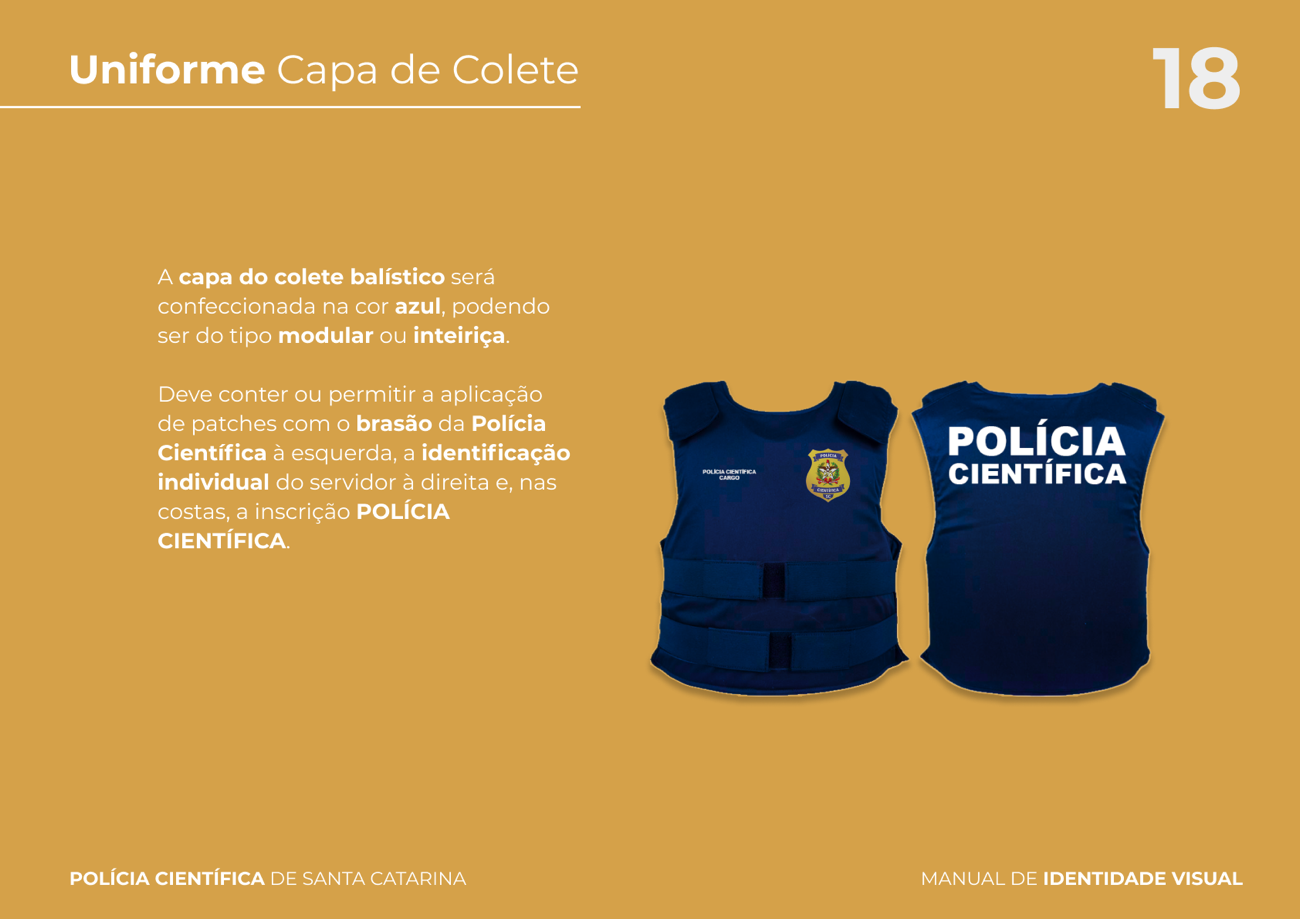 Uniforme Capa de Colete
18
A capa do colete balístico será
confeccionada na cor azul, podendo
ser do tipo modular ou inteiriça.
Deve conter ou permitir a aplicação
de patches com o brasão da Polícia
Científica à esquerda, a identificação
individual do servidor à direita e, nas
costas, a inscrição POLÍCIA
CIENTÍFICA.
POLÍCIA CIENTÍFICA
CARGO
POLÍCIA
CIENTÍFICA
SC
POLÍCIA
CIENTÍFICA
POLÍCIA CIENTÍFICA DE SANTA CATARINA
MANUAL DE IDENTIDADE VISUAL